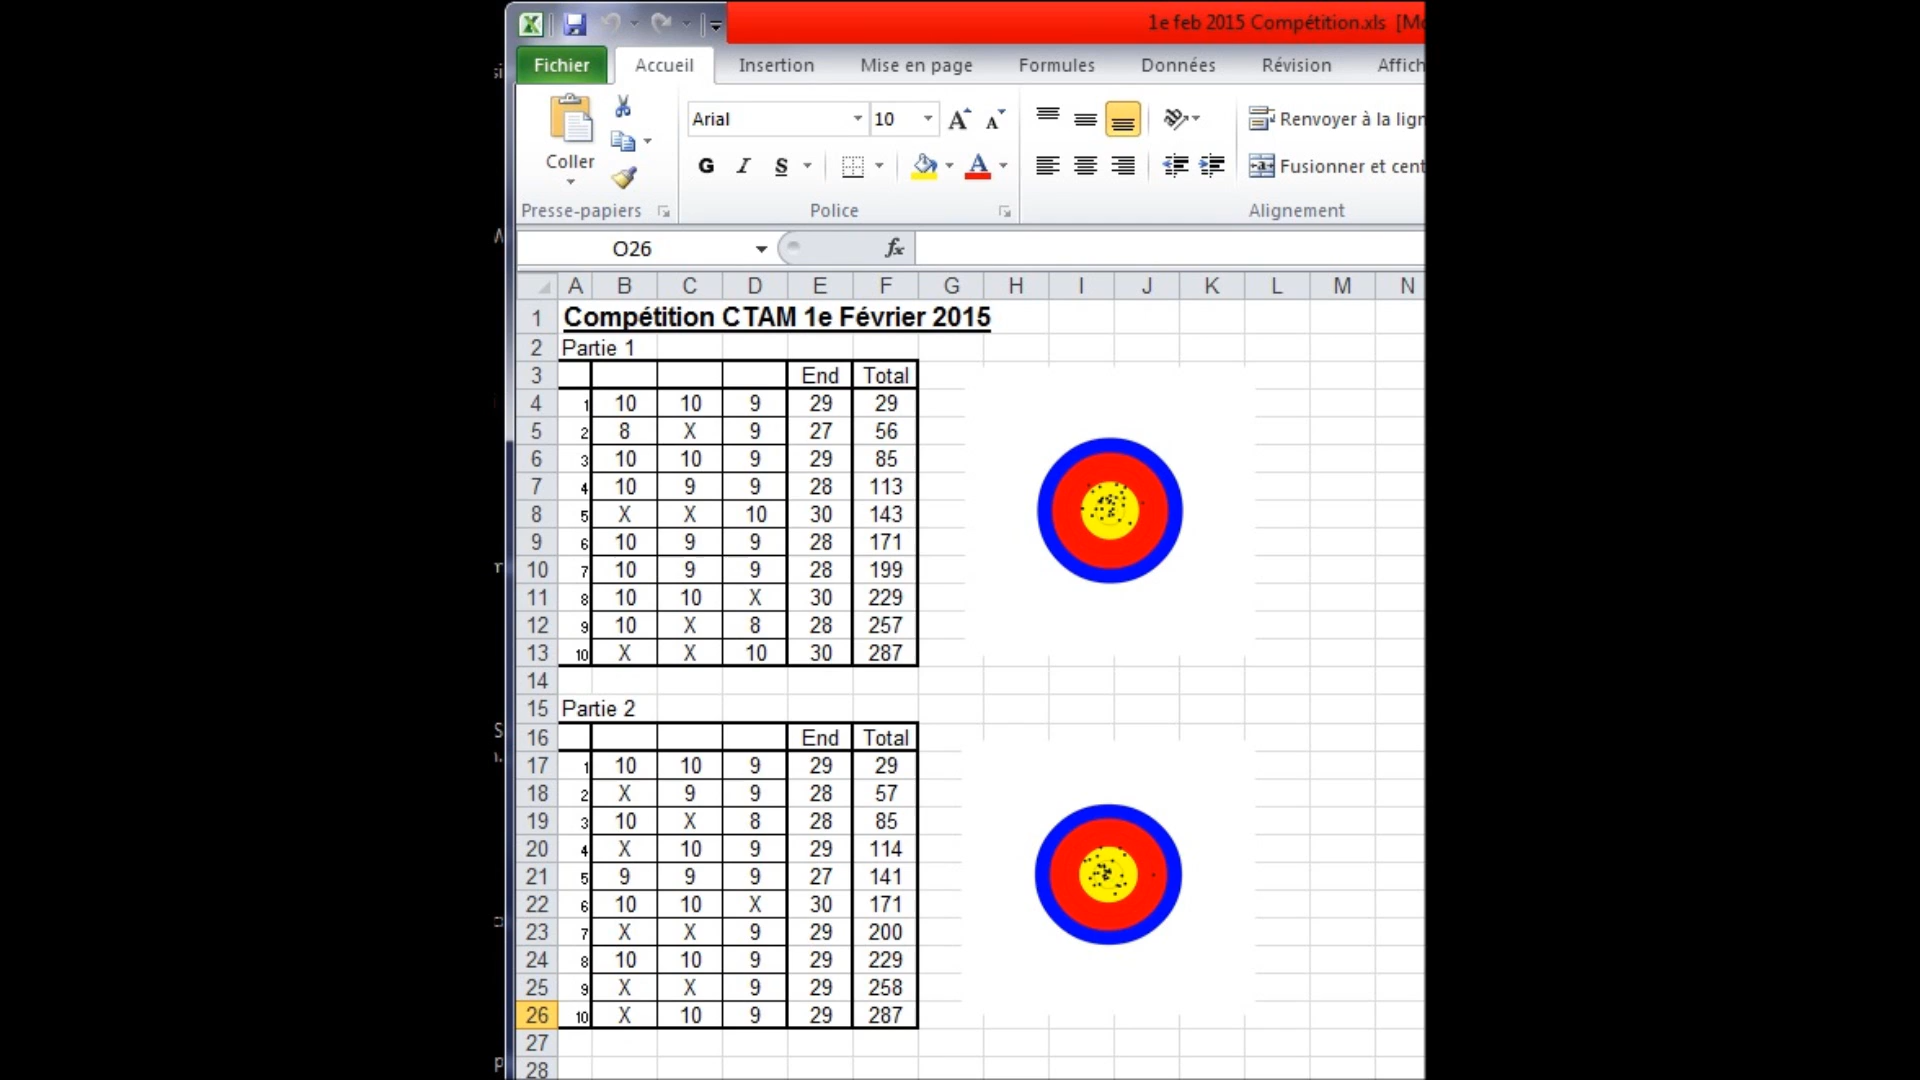 1e feb 2015 Compétition.xls [Mo
Fichier Accueil Insertion Mise en page Formules Données Révision Affich
Arial 10 Renvoyer à la lign
Coller G I S Fusionner et cent
Presse-papiers Police Alignement
O26 fx
A B C D E F G H I J K L M N
1 Compétition CTAM 1e Février 2015
2 Partie 1
3 End Total
4 1 10 10 9 29 29
5 2 8 X 9 27 56
6 3 10 10 9 29 85
7 4 10 9 9 28 113
8 5 X X 10 30 143
9 6 10 9 9 28 171
10 7 10 9 9 28 199
11 8 10 10 X 30 229
12 9 10 X 8 28 257
13 10 X X 10 30 287
14
15 Partie 2
16 End Total
17 1 10 10 9 29 29
18 2 X 9 9 28 57
19 3 10 X 8 28 85
20 4 X 10 9 29 114
21 5 9 9 9 27 141
22 6 10 10 X 30 171
23 7 X X 9 29 200
24 8 10 10 9 29 229
25 9 X X 9 29 258
26 10 X 10 9 29 287
27
28